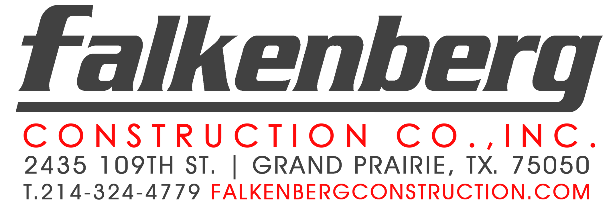 falkenberg
CONSTRUCTION CO.,INC.
2435 109TH ST. | GRAND PRAIRIE, TX. 75050
T.214-324-4779 FALKENBERGCONSTRUCTION.COM